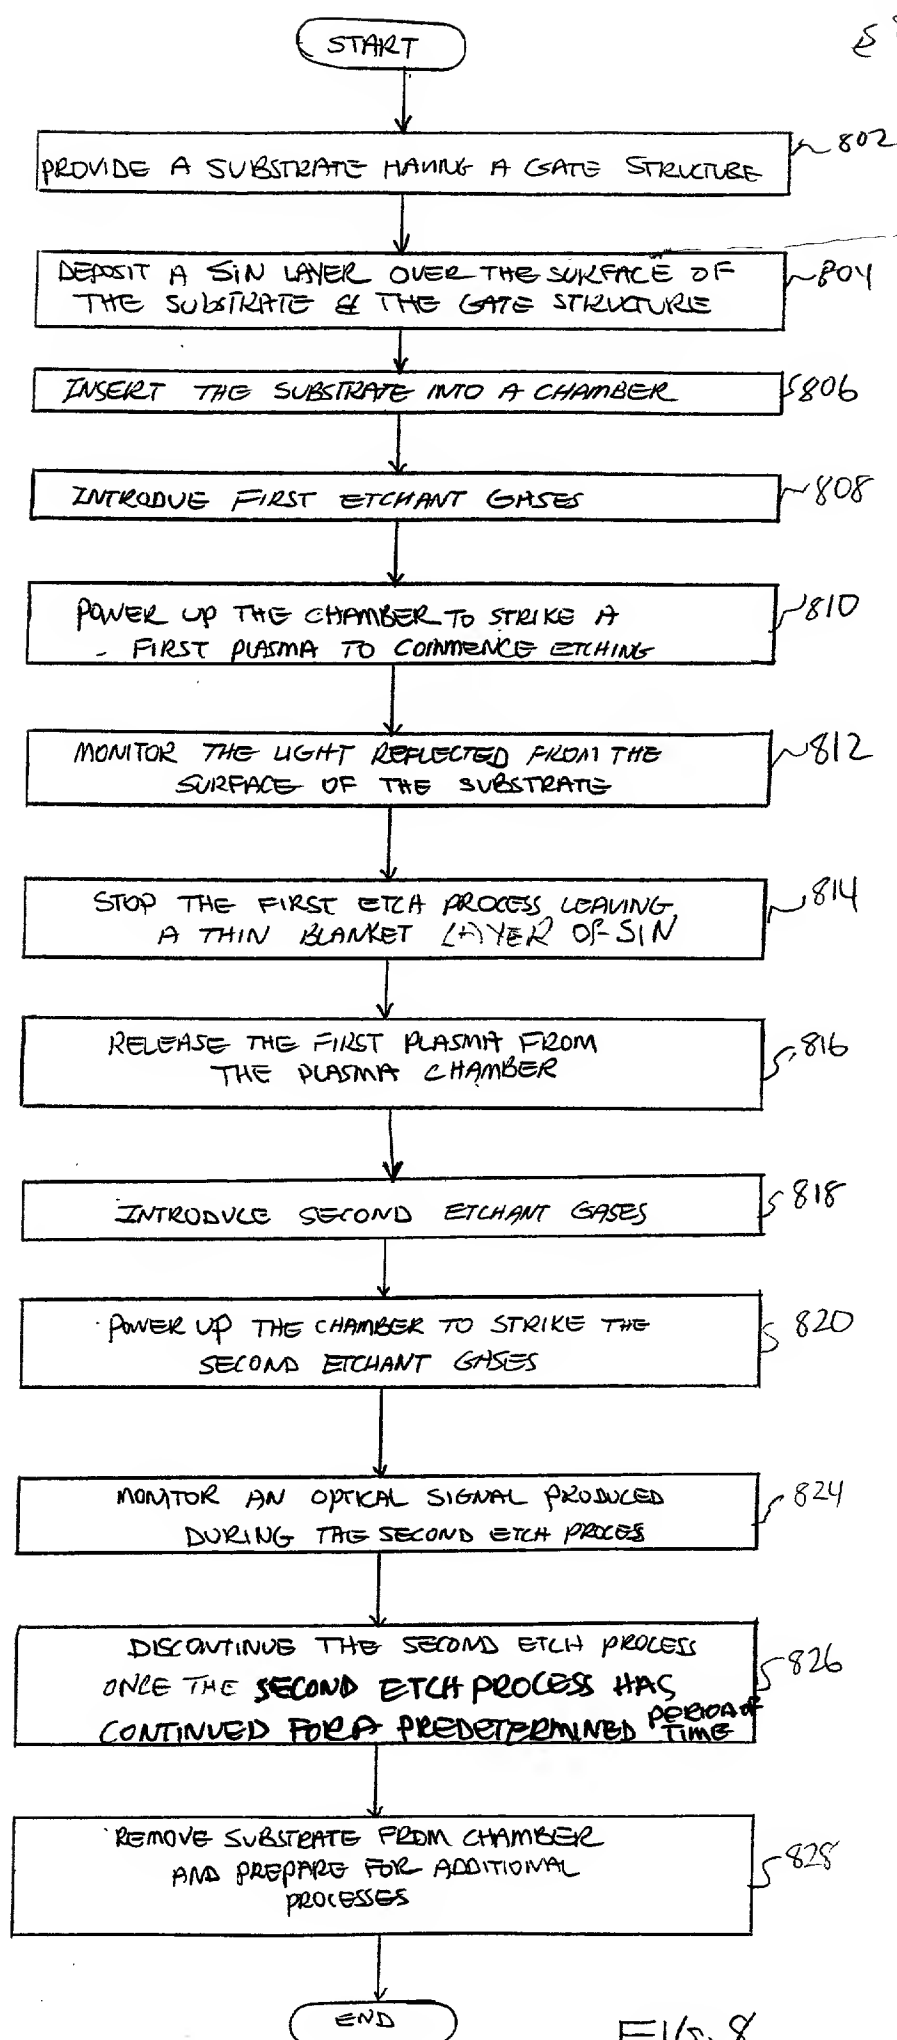 START
PROVIDE A SUBSTRATE HAVING A GATE STRUCTURE
802
DEPOSIT A SiN LAYER OVER THE SURFACE OF
THE SUBSTRATE & THE GATE STRUCTURE
804
INSERT THE SUBSTRATE INTO A CHAMBER
806
INTRODUE FIRST ETCHANT GASES
808
POWER UP THE CHAMBER TO STRIKE A
FIRST PLASMA TO COMMENCE ETCHING
810
MONITOR THE LIGHT REFLECTED FROM THE
SURFACE OF THE SUBSTRATE
812
STOP THE FIRST ETCH PROCESS LEAVING
A THIN BLANKET LAYER OF SIN
814
RELEASE THE FIRST PLASMA FROM
THE PLASMA CHAMBER
816
INTRODUCE SECOND ETCHANT GASES
818
POWER UP THE CHAMBER TO STRIKE THE
SECOND ETCHANT GASES
820
MONITOR AN OPTICAL SIGNAL PRODUCED
DURING THE SECOND ETCH PROCES
824
DISCONTINUE THE SECOND ETCH PROCESS
ONCE THE SECOND ETCH PROCESS HAS
CONTINUED FOR A PREDETERMINED PERIOD OF TIME
826
REMOVE SUBSTRATE FROM CHAMBER
AND PREPARE FOR ADDITIONAL
PROCESSES
828
END
FIG. 8